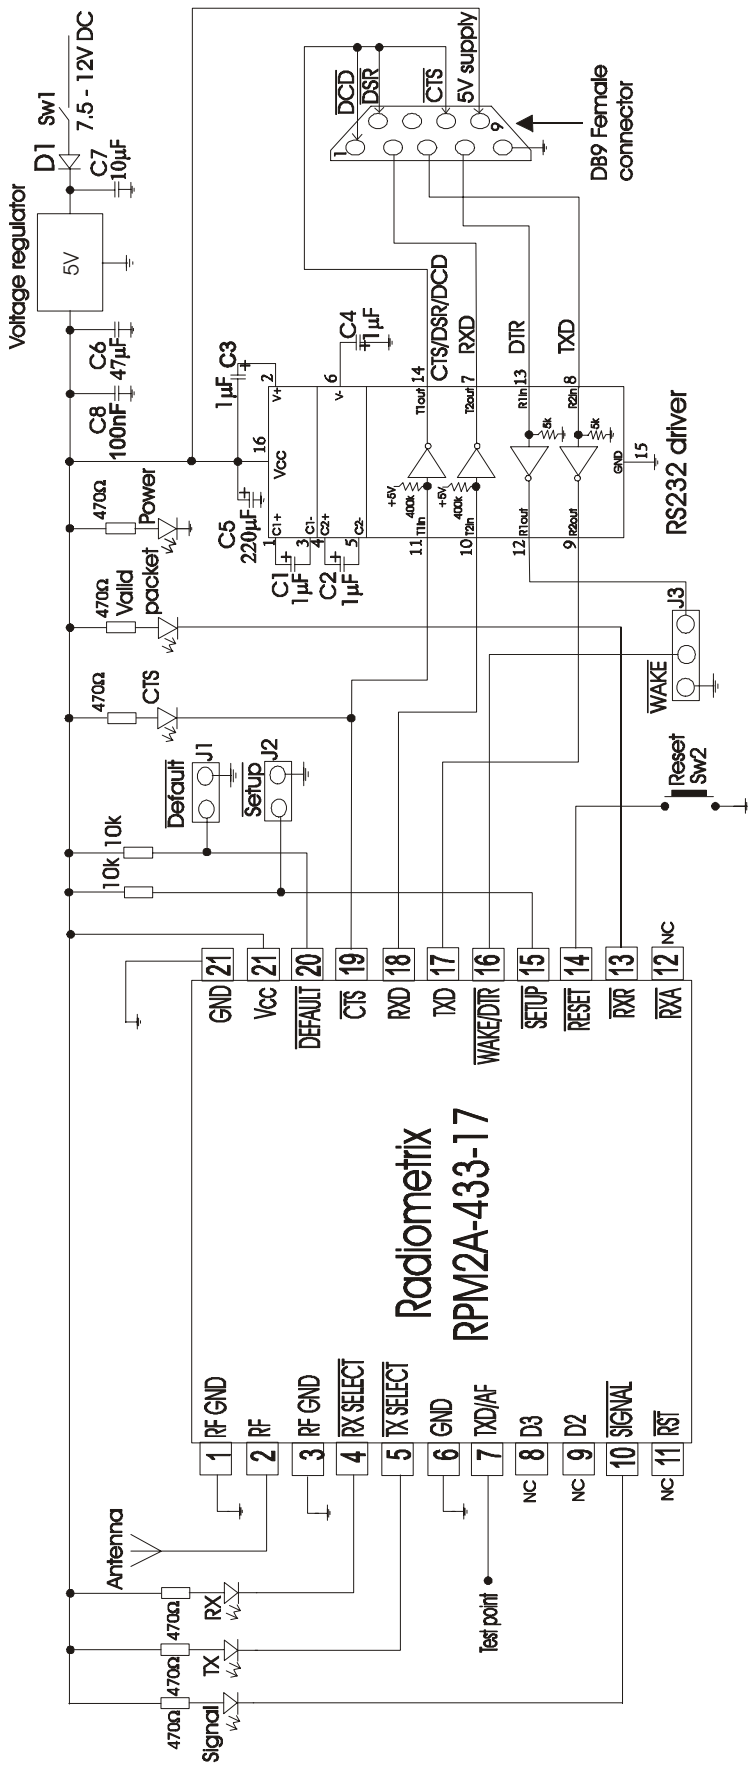 Antenna
470Ω
RX
470Ω
TX
470Ω
Signal
Test point
1
RF GND
2
RF
3
RF GND
4
RX SELECT
5
TX SELECT
6
GND
7
TXD/AF
NC
8
D3
NC
9
D2
10
SIGNAL
NC
11
RST
Radiometrix
RPM2A-433-17
GND
21
Vcc
21
DEFAULT
20
CTS
19
RXD
18
TXD
17
WAKE/DTR
16
SETUP
15
RESET
14
RXR
13
RXA
12
NC
10k
10k
Default
J1
Setup
J2
Reset
Sw2
470Ω
CTS
470Ω
Valid
packet
470Ω
Power
WAKE
J3
C8
100nF
C6
47µF
Voltage regulator
5V
C7
10µF
D1
Sw1
7.5 - 12V DC
C5
220µF
C1
1µF
C2
1µF
C3
1µF
C4
1µF
16
Vcc
1
C1+
3
C1-
4
C2+
5
C2-
2
V+
6
V-
11
T1in
+5V
400k
T1out
14
CTS/DSR/DCD
10
T2in
+5V
400k
T2out
7
RXD
12
R1out
5k
R1in
13
DTR
9
R2out
5k
R2in
8
TXD
GND
15
RS232 driver
DCD
DSR
CTS
5V supply
1
9
DB9 Female
connector